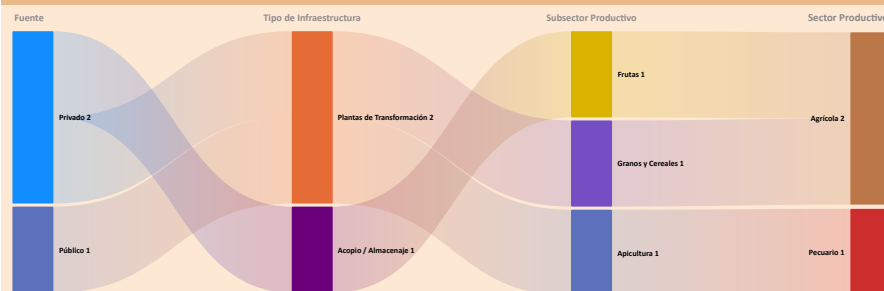 Fuente
Tipo de Infraestructura
Subsector Productivo
Sector Productivo
Privado 2
Público 1
Plantas de Transformación 2
Acopio / Almacenaje 1
Frutas 1
Granos y Cereales 1
Apicultura 1
Agrícola 2
Pecuario 1